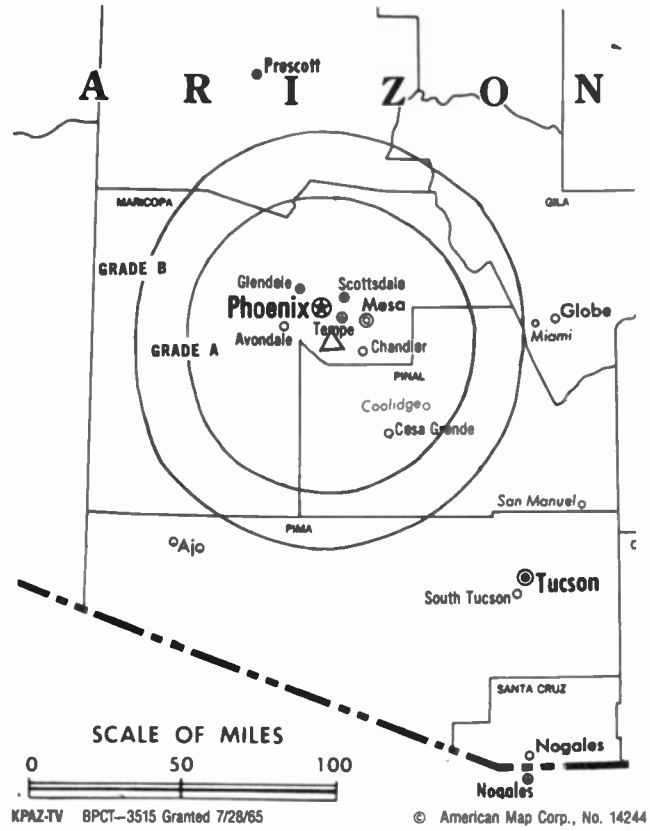 Prescott
A R I Z O N
MARICOPA
GILA
GRADE B
Glendale
Scottsdale
Phoenix
Mesa
Globe
Tempe
Avondale
Miami
GRADE A
Chandler
PINAL
Coolidge
Casa Grande
San Manuel
PIMA
Ajo
Tucson
South Tucson
SANTA CRUZ
SCALE OF MILES
Nogales
0 50 100
Nogales
KPAZ-TV BPCT—3515 Granted 7/28/65
© American Map Corp., No. 14244